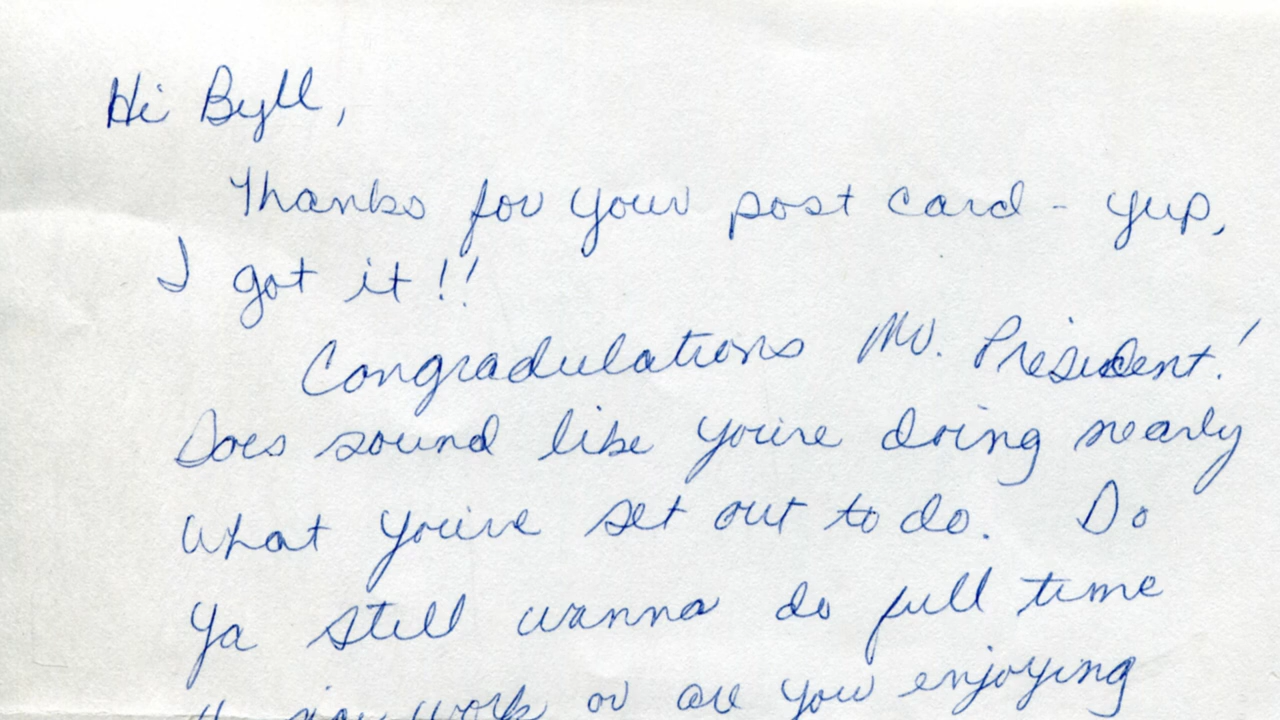 Hi Byll,
Thanks for your post card - yup,
I got it!!
Congradulations Mr. President!
Does sound like you're doing nearly
what you've set out to do. Do
Ya still wanna do full time
work or are you enjoying